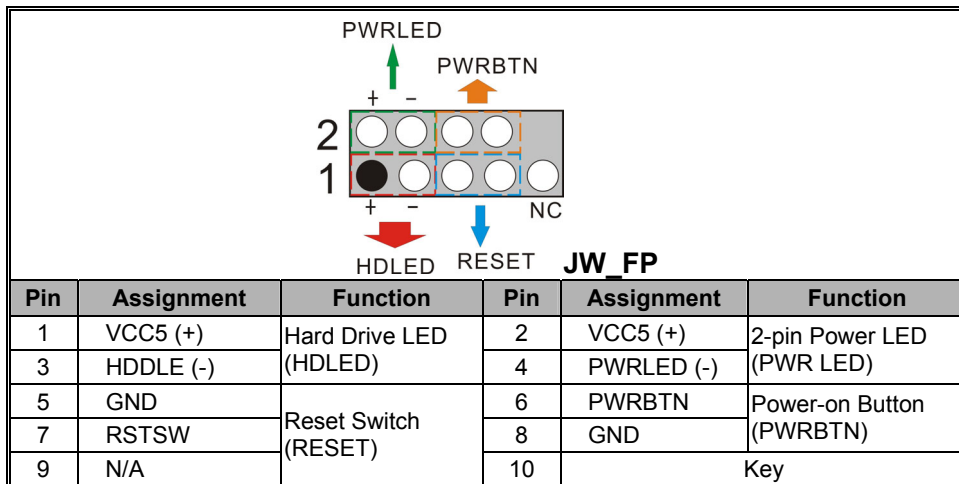 PWRLED
PWRBTN
+ −
2
1
+ −
NC
HDLED RESET JW_FP
Pin Assignment Function Pin Assignment Function
1 VCC5 (+) Hard Drive LED (HDLED) 2 VCC5 (+) 2-pin Power LED (PWR LED)
3 HDDLE (-) 4 PWRLED (-)
5 GND Reset Switch (RESET) 6 PWRBTN Power-on Button (PWRBTN)
7 RSTSW 8 GND
9 N/A 10 Key